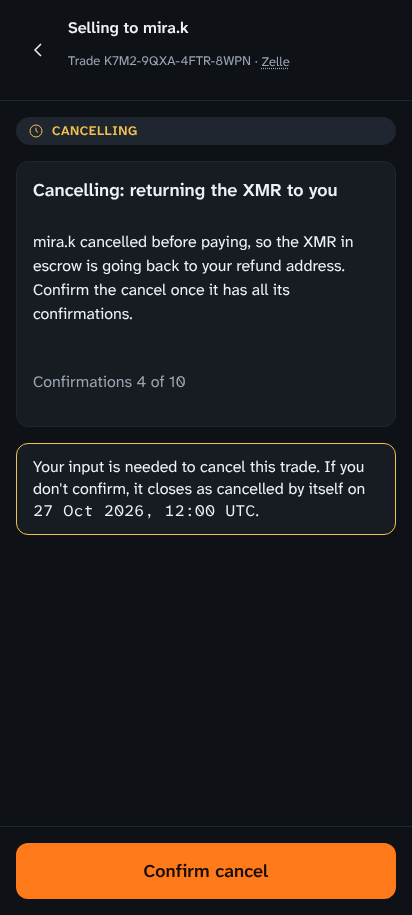 Selling to mira.k
Trade K7M2-9QXA-4FTR-8WPN · Zelle
CANCELLING
Cancelling: returning the XMR to you
mira.k cancelled before paying, so the XMR in
escrow is going back to your refund address.
Confirm the cancel once it has all its
confirmations.
Confirmations 4 of 10
Your input is needed to cancel this trade. If you
don't confirm, it closes as cancelled by itself on
27 Oct 2026, 12:00 UTC.
Confirm cancel